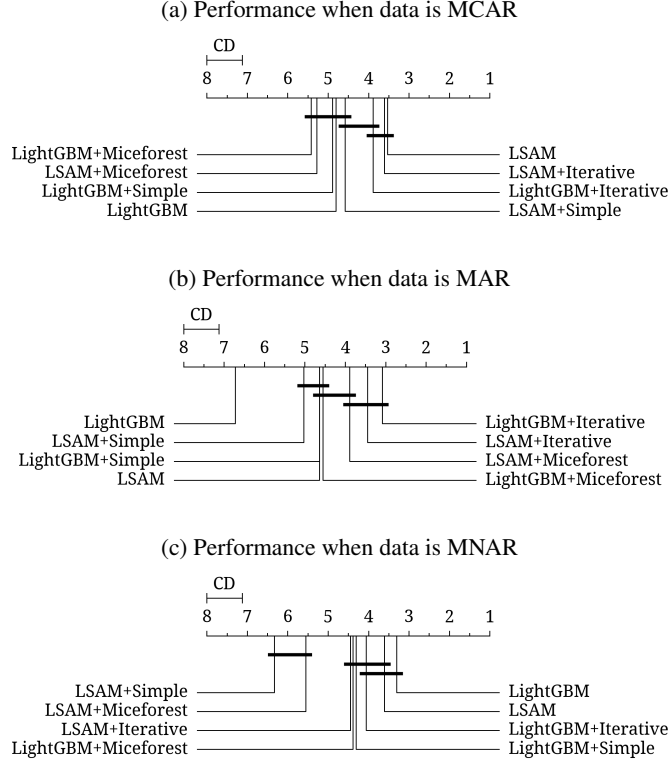 (a) Performance when data is MCAR
CD
8 7 6 5 4 3 2 1
LightGBM+Miceforest LSAM
LSAM+Miceforest LSAM+Iterative
LightGBM+Simple LightGBM+Iterative
LightGBM LSAM+Simple
(b) Performance when data is MAR
CD
8 7 6 5 4 3 2 1
LightGBM LightGBM+Iterative
LSAM+Simple LSAM+Iterative
LightGBM+Simple LSAM+Miceforest
LSAM LightGBM+Miceforest
(c) Performance when data is MNAR
CD
8 7 6 5 4 3 2 1
LSAM+Simple LightGBM
LSAM+Miceforest LSAM
LSAM+Iterative LightGBM+Iterative
LightGBM+Miceforest LightGBM+Simple